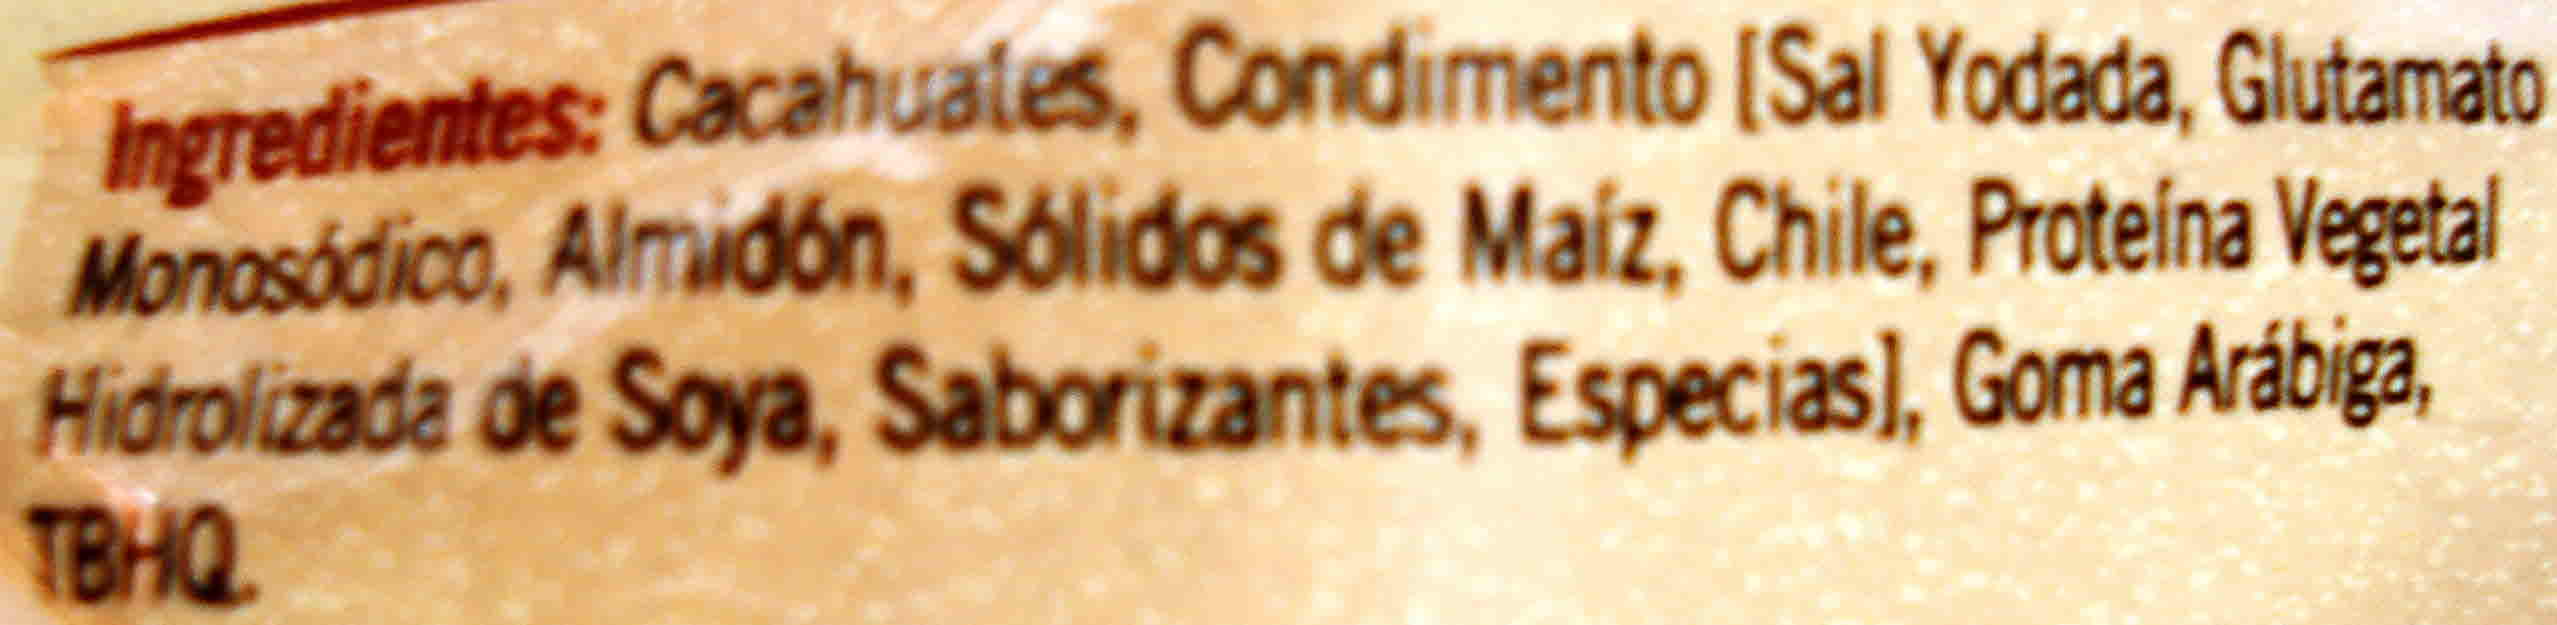 Ingredientes: Cacahuates, Condimento [Sal Yodada, Glutamato
Monosódico, Almidón, Sólidos de Maíz, Chile, Proteína Vegetal
Hidrolizada de Soya, Saborizantes, Especias], Goma Arábiga,
TBHQ.